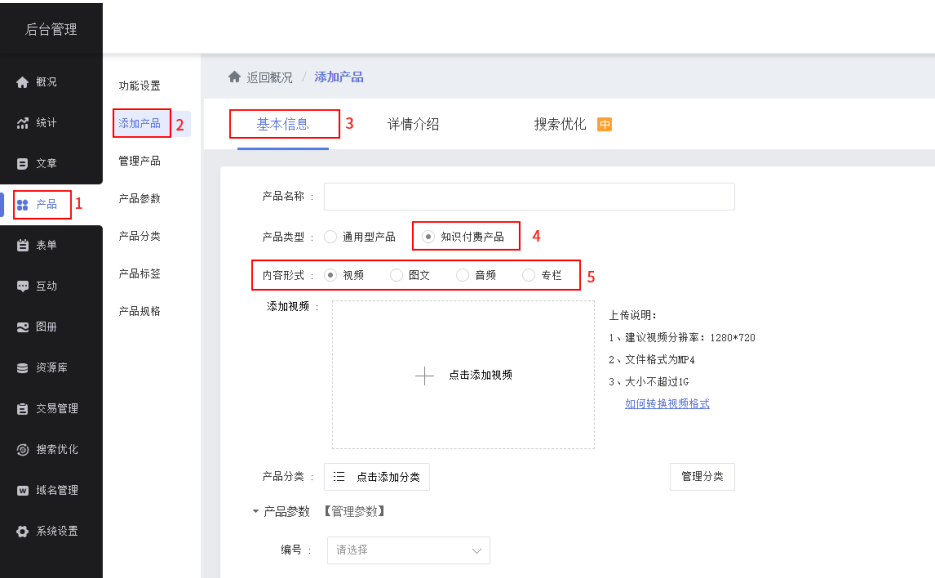 后台管理
概况
统计
文章
产品 1
表单
互动
图册
资源库
交易管理
搜索优化
域名管理
系统设置
功能设置
添加产品 2
管理产品
产品参数
产品分类
产品标签
产品规格
返回概况 / 添加产品
基本信息 3 详情介绍 搜索优化 中
产品名称 :
产品类型 : 通用型产品 知识付费产品 4
内容形式 : 视频 图文 音频 专栏 5
添加视频 :
点击添加视频
上传说明:
1、建议视频分辨率: 1280*720
2、文件格式为MP4
3、大小不超过1G
如何转换视频格式
产品分类 : 点击添加分类 管理分类
产品参数 【管理参数】
编号 : 请选择